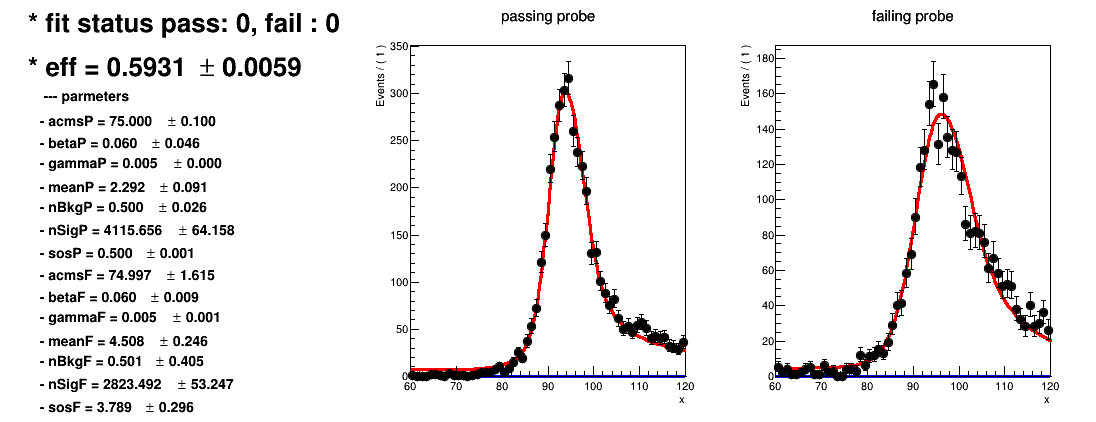 * fit status pass: 0, fail : 0
* eff = 0.5931 ± 0.0059
--- parmeters
- acmsP = 75.000 ± 0.100
- betaP = 0.060 ± 0.046
- gammaP = 0.005 ± 0.000
- meanP = 2.292 ± 0.091
- nBkgP = 0.500 ± 0.026
- nSigP = 4115.656 ± 64.158
- sosP = 0.500 ± 0.001
- acmsF = 74.997 ± 1.615
- betaF = 0.060 ± 0.009
- gammaF = 0.005 ± 0.001
- meanF = 4.508 ± 0.246
- nBkgF = 0.501 ± 0.405
- nSigF = 2823.492 ± 53.247
- sosF = 3.789 ± 0.296
passing probe
Events / ( 1 )
350
300
250
200
150
100
50
0
60 70 80 90 100 110 120
x
failing probe
Events / ( 1 )
180
160
140
120
100
80
60
40
20
0
60 70 80 90 100 110 120
x